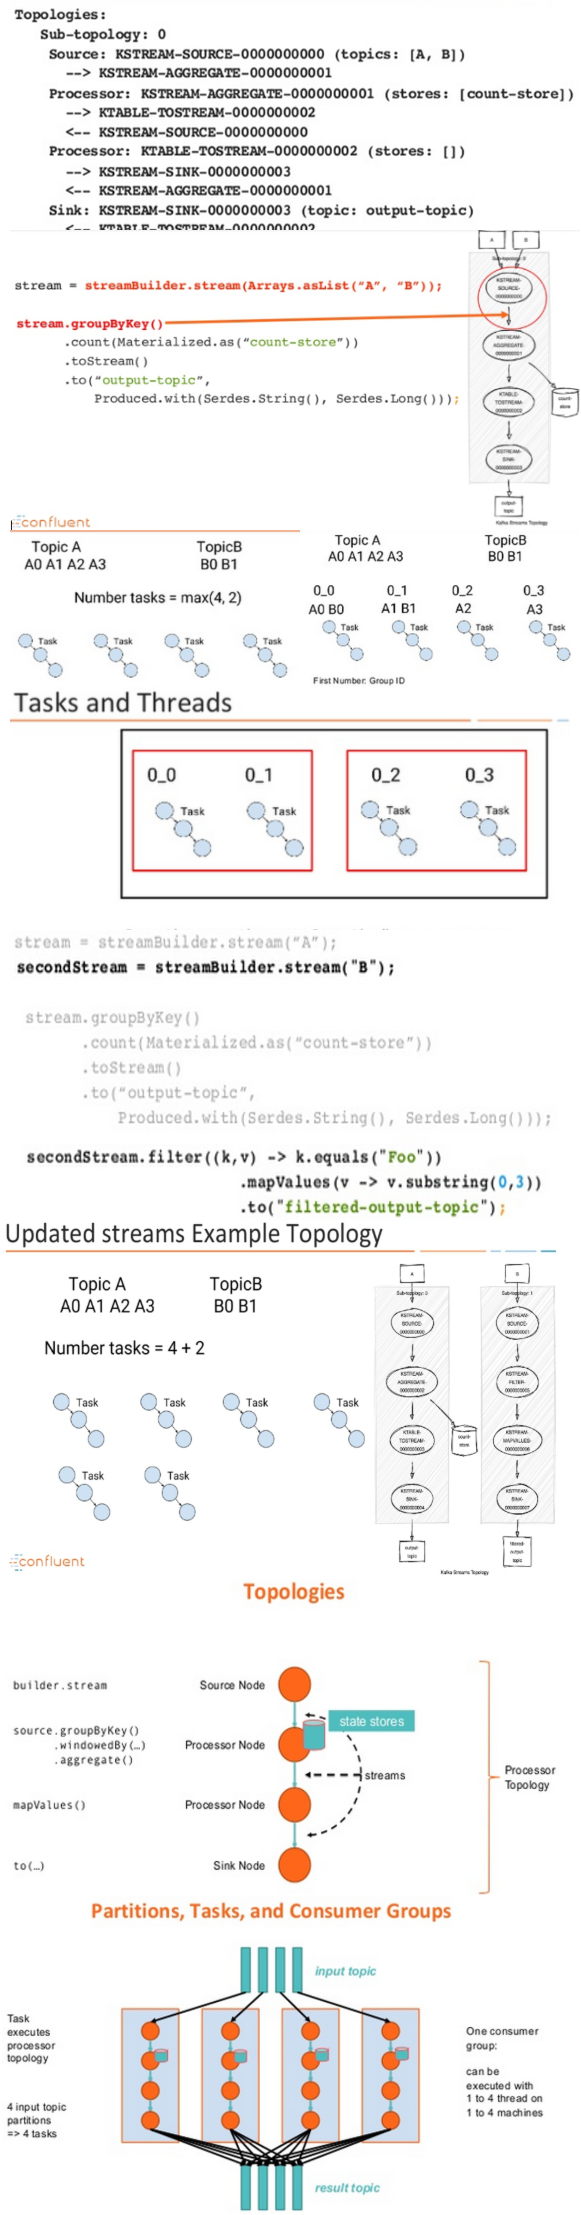 Topologies:
Sub-topology: 0
Source: KSTREAM-SOURCE-0000000000 (topics: [A, B])
--> KSTREAM-AGGREGATE-0000000001
Processor: KSTREAM-AGGREGATE-0000000001 (stores: [count-store])
--> KTABLE-TOSTREAM-0000000002
<-- KSTREAM-SOURCE-0000000000
Processor: KTABLE-TOSTREAM-0000000002 (stores: [])
--> KSTREAM-SINK-0000000003
<-- KSTREAM-AGGREGATE-0000000001
Sink: KSTREAM-SINK-0000000003 (topic: output-topic)
<-- KTABLE-TOSTREAM-0000000002
A B
Sub-topology: 0
KSTREAM-
SOURCE-
0000000000
KSTREAM-
AGGREGATE-
0000000001
KTABLE-
TOSTREAM-
0000000002
count-
store
KSTREAM-
SINK-
0000000003
output-
topic
Kafka Streams Topology
stream = streamBuilder.stream(Arrays.asList(“A”, “B”));
stream.groupByKey()
.count(Materialized.as(“count-store”))
.toStream()
.to(“output-topic”,
Produced.with(Serdes.String(), Serdes.Long()));
confluent
Topic A TopicB
A0 A1 A2 A3 B0 B1
Number tasks = max(4, 2)
Task Task Task Task
Topic A TopicB
A0 A1 A2 A3 B0 B1
0_0 0_1 0_2 0_3
A0 B0 A1 B1 A2 A3
Task Task Task Task
First Number: Group ID
Tasks and Threads
0_0 0_1 0_2 0_3
Task Task Task Task
stream = streamBuilder.stream(“A”);
secondStream = streamBuilder.stream("B");
stream.groupByKey()
.count(Materialized.as(“count-store”))
.toStream()
.to(“output-topic”,
Produced.with(Serdes.String(), Serdes.Long()));
secondStream.filter((k,v) -> k.equals("Foo"))
.mapValues(v -> v.substring(0,3))
.to("filtered-output-topic");
Updated streams Example Topology
Topic A TopicB
A0 A1 A2 A3 B0 B1
Number tasks = 4 + 2
Task Task Task Task
Task Task
A B
Sub-topology: 0 Sub-topology: 1
KSTREAM-
SOURCE-
0000000000
KSTREAM-
AGGREGATE-
0000000002
KTABLE-
TOSTREAM-
0000000003
count-
store
KSTREAM-
SINK-
0000000004
output-
topic
KSTREAM-
SOURCE-
0000000001
KSTREAM-
FILTER-
0000000005
KSTREAM-
MAPVALUES-
0000000006
KSTREAM-
SINK-
0000000007
filtered-
output-
topic
Kafka Streams Topology
confluent
Topologies
builder.stream Source Node
state stores
source.groupByKey()
.windowedBy(…)
.aggregate()
Processor Node
streams
Processor
Topology
mapValues() Processor Node
to(…) Sink Node
Partitions, Tasks, and Consumer Groups
input topic
Task
executes
processor
topology
4 input topic
partitions
=> 4 tasks
One consumer
group:
can be
executed with
1 to 4 thread on
1 to 4 machines
result topic